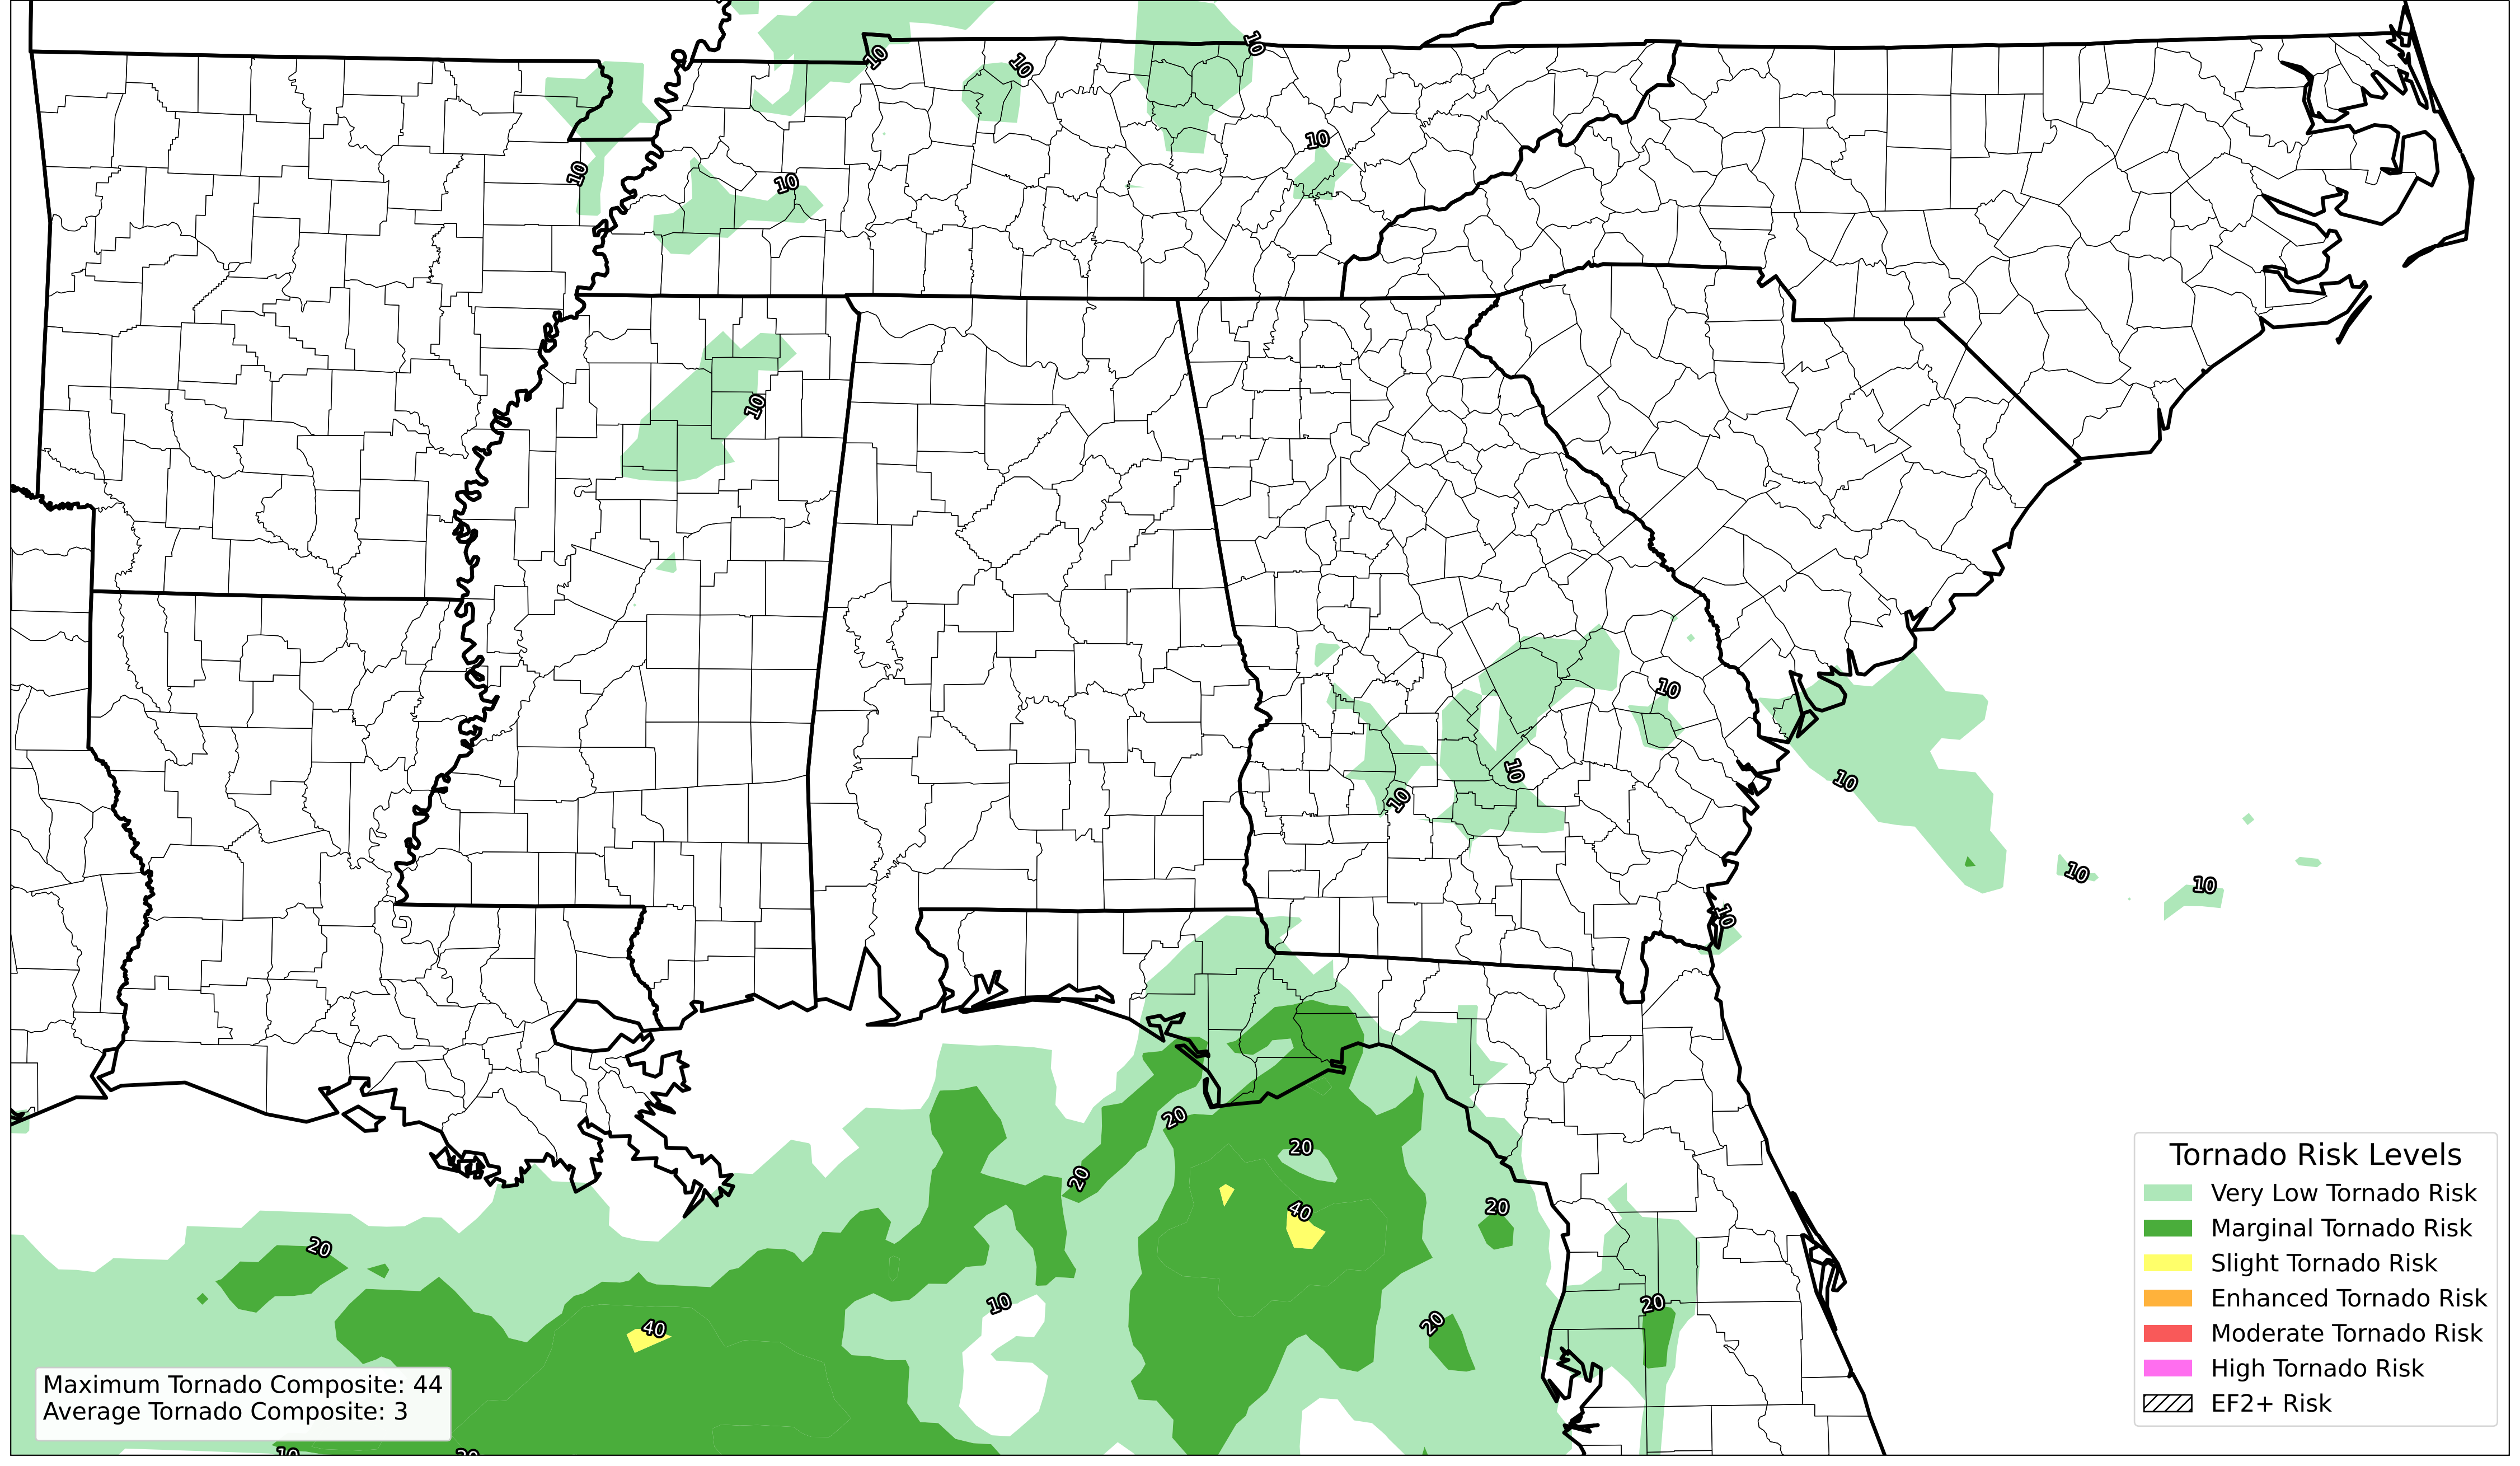 10
10
10
10
10
10
10
10
10
10
10
10
10
10
20
20
20
40
20
20
10
20
20
40
10
20
Tornado Risk Levels
Very Low Tornado Risk
Marginal Tornado Risk
Slight Tornado Risk
Enhanced Tornado Risk
Moderate Tornado Risk
High Tornado Risk
EF2+ Risk
Maximum Tornado Composite: 44
Average Tornado Composite: 3